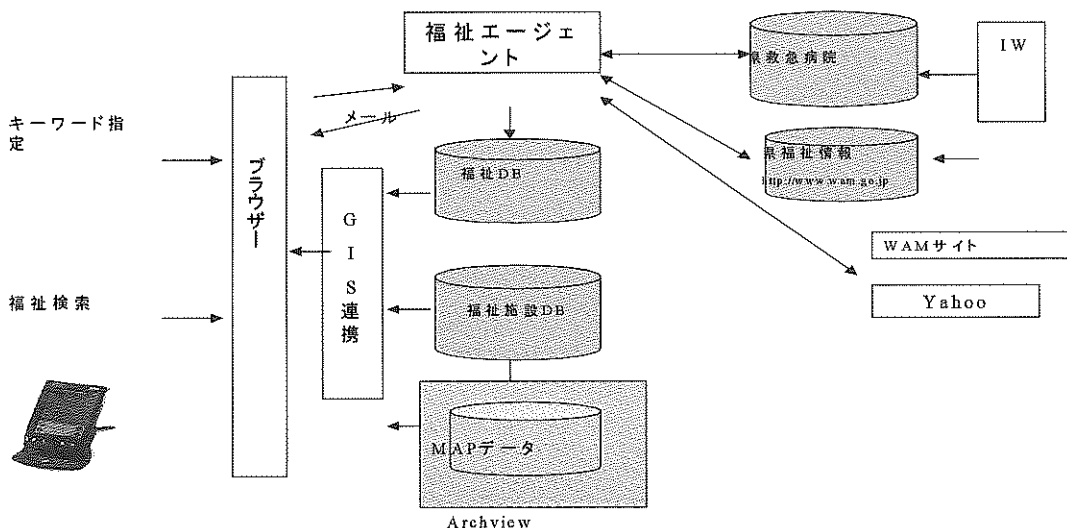 福祉エージェ
ント
県救急病院
IW
キーワード指
定
メール
ブラウザー
福祉DB
県福祉情報
http://www.wam.go.jp
GIS連携
WAMサイト
福祉検索
福祉施設DB
Yahoo
MAPデータ
Archview